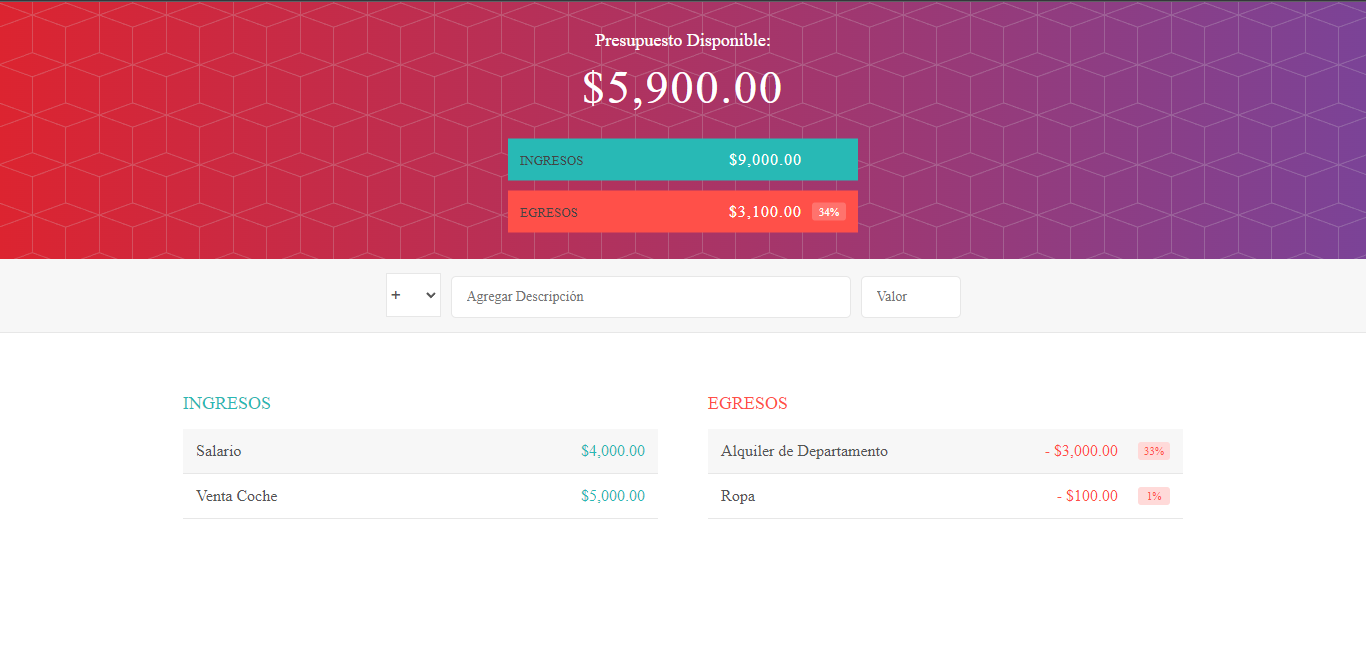 Presupuesto Disponible:
$5,900.00
INGRESOS $9,000.00
EGRESOS $3,100.00 34%
+ Agregar Descripción Valor
INGRESOS
Salario $4,000.00
Venta Coche $5,000.00
EGRESOS
Alquiler de Departamento - $3,000.00 33%
Ropa - $100.00 1%